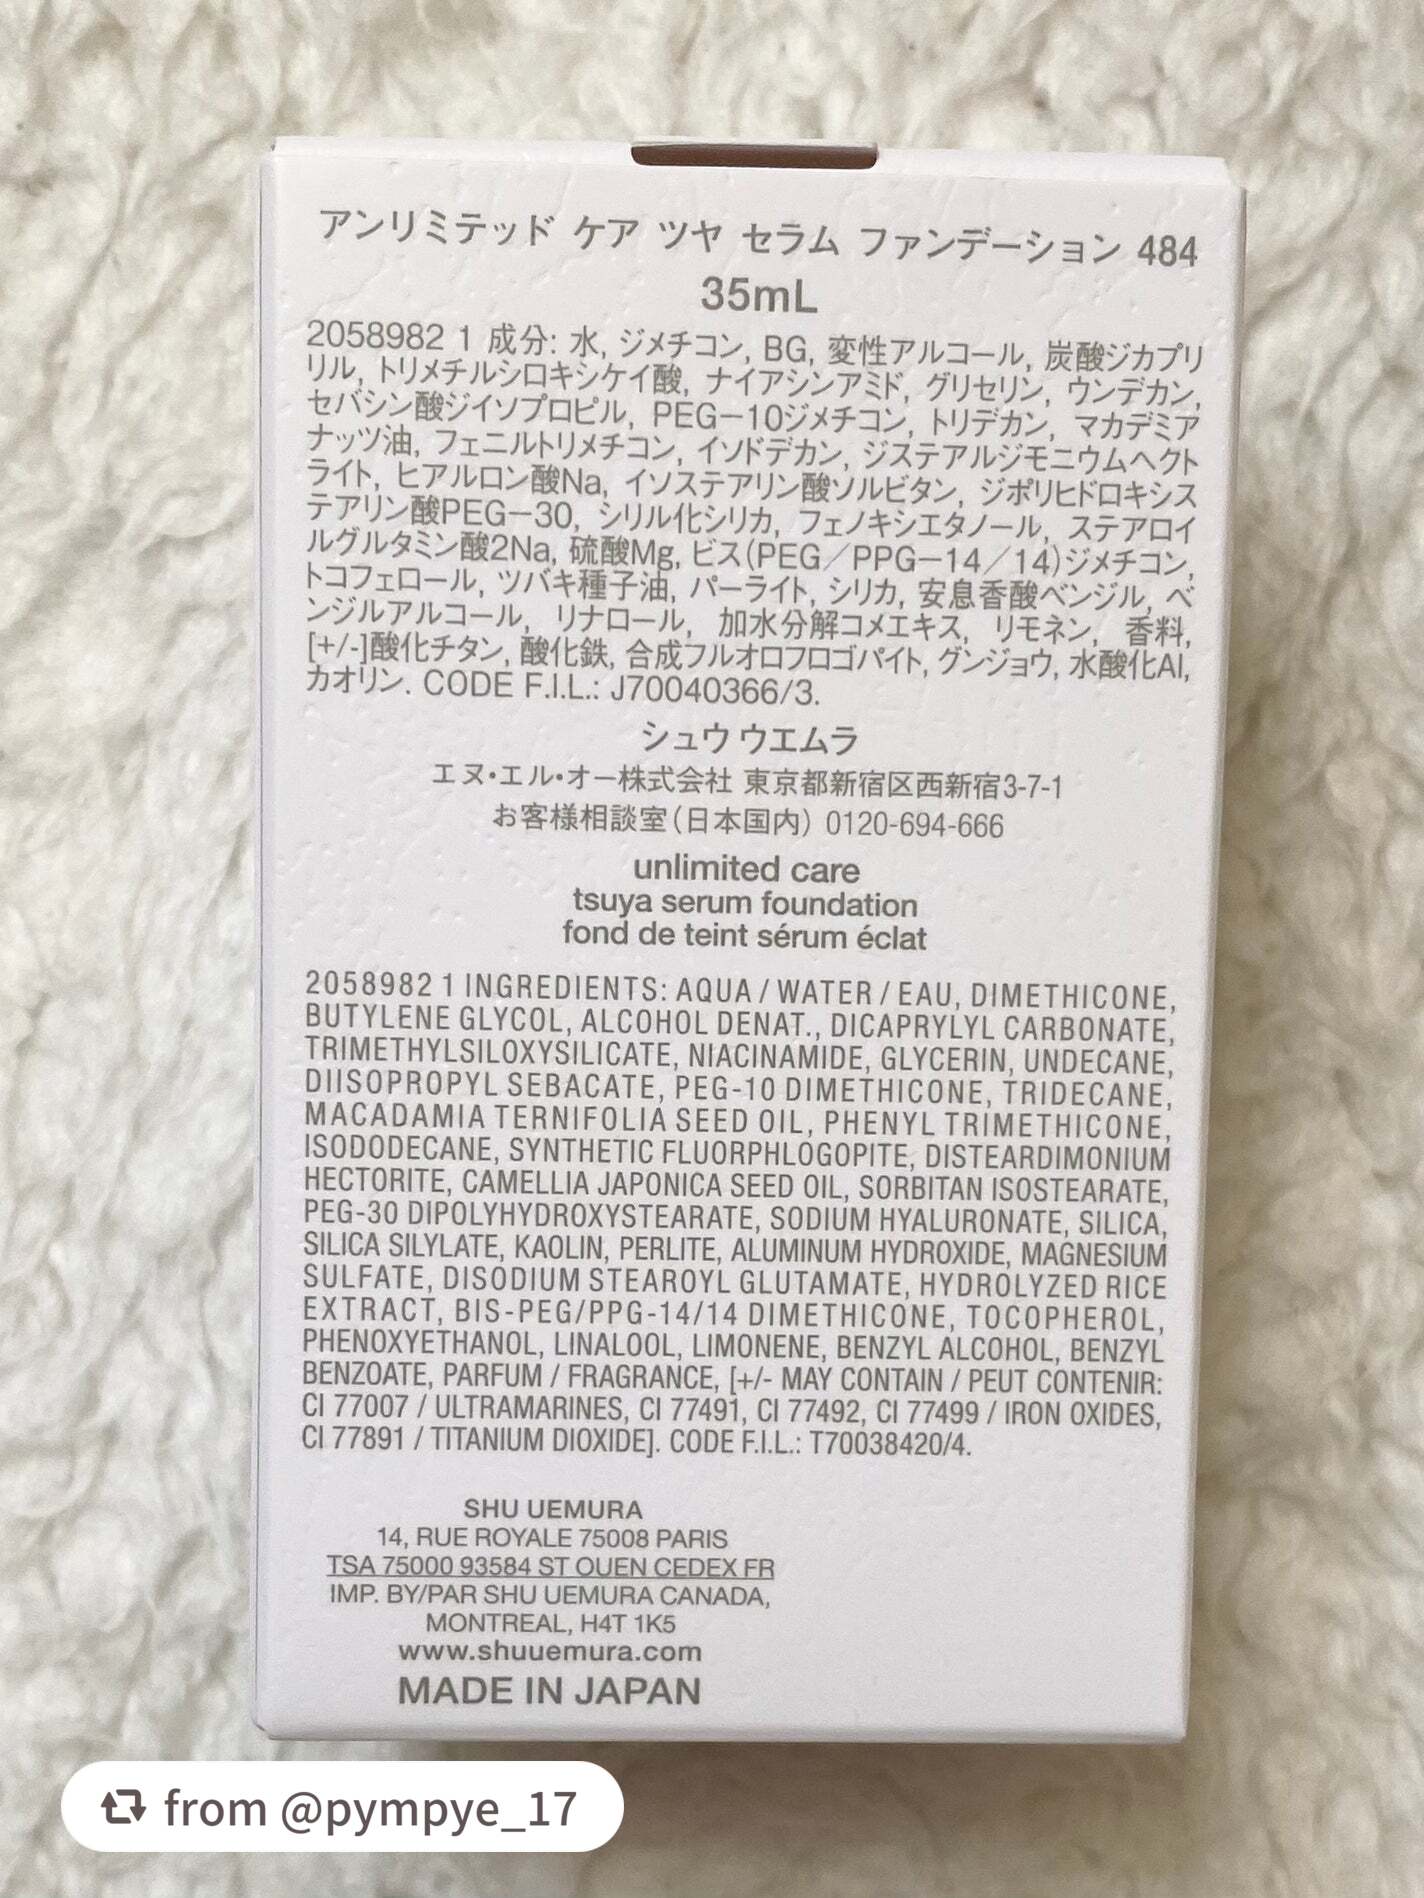 アンリミテッド ケア ツヤ セラム ファンデーション 484
35mL
2058982 1 成分: 水, ジメチコン, BG, 変性アルコール, 炭酸ジカプリ
リル, トリメチルシロキシケイ酸, ナイアシンアミド, グリセリン, ウンデカン,
セバシン酸ジイソプロピル, PEG－10ジメチコン, トリデカン, マカデミア
ナッツ油, フェニルトリメチコン, イソドデカン, ジステアルジモニウムヘクト
ライト, ヒアルロン酸Na, イソステアリン酸ソルビタン, ジポリヒドロキシス
テアリン酸PEG－30, シリル化シリカ, フェノキシエタノール, ステアロイ
ルグルタミン酸2Na, 硫酸Mg, ビス(PEG／PPG－14／14)ジメチコン,
トコフェロール, ツバキ種子油, パーライト, シリカ, 安息香酸ベンジル, ベ
ンジルアルコール, リナロール, 加水分解コメエキス, リモネン, 香料,
[+/-]酸化チタン, 酸化鉄, 合成フルオロフロゴパイト, グンジョウ, 水酸化Al,
カオリン. CODE F.I.L.: J70040366/3.
シュウ ウエムラ
エヌ・エル・オー株式会社 東京都新宿区西新宿3-7-1
お客様相談室(日本国内) 0120-694-666
unlimited care
tsuya serum foundation
fond de teint sérum éclat
2058982 1 INGREDIENTS: AQUA / WATER / EAU, DIMETHICONE,
BUTYLENE GLYCOL, ALCOHOL DENAT., DICAPRYLYL CARBONATE,
TRIMETHYLSILOXYSILICATE, NIACINAMIDE, GLYCERIN, UNDECANE,
DIISOPROPYL SEBACATE, PEG-10 DIMETHICONE, TRIDECANE,
MACADAMIA TERNIFOLIA SEED OIL, PHENYL TRIMETHICONE,
ISODODECANE, SYNTHETIC FLUORPHLOGOPITE, DISTEARDIMONIUM
HECTORITE, CAMELLIA JAPONICA SEED OIL, SORBITAN ISOSTEARATE,
PEG-30 DIPOLYHYDROXYSTEARATE, SODIUM HYALURONATE, SILICA,
SILICA SILYLATE, KAOLIN, PERLITE, ALUMINUM HYDROXIDE, MAGNESIUM
SULFATE, DISODIUM STEAROYL GLUTAMATE, HYDROLYZED RICE
EXTRACT, BIS-PEG/PPG-14/14 DIMETHICONE, TOCOPHEROL,
PHENOXYETHANOL, LINALOOL, LIMONENE, BENZYL ALCOHOL, BENZYL
BENZOATE, PARFUM / FRAGRANCE, [+/- MAY CONTAIN / PEUT CONTENIR:
CI 77007 / ULTRAMARINES, CI 77491, CI 77492, CI 77499 / IRON OXIDES,
CI 77891 / TITANIUM DIOXIDE]. CODE F.I.L.: T70038420/4.
SHU UEMURA
14, RUE ROYALE 75008 PARIS
TSA 75000 93584 ST OUEN CEDEX FR
IMP. BY/PAR SHU UEMURA CANADA,
MONTREAL, H4T 1K5
www.shuuemura.com
MADE IN JAPAN
from @pympye_17